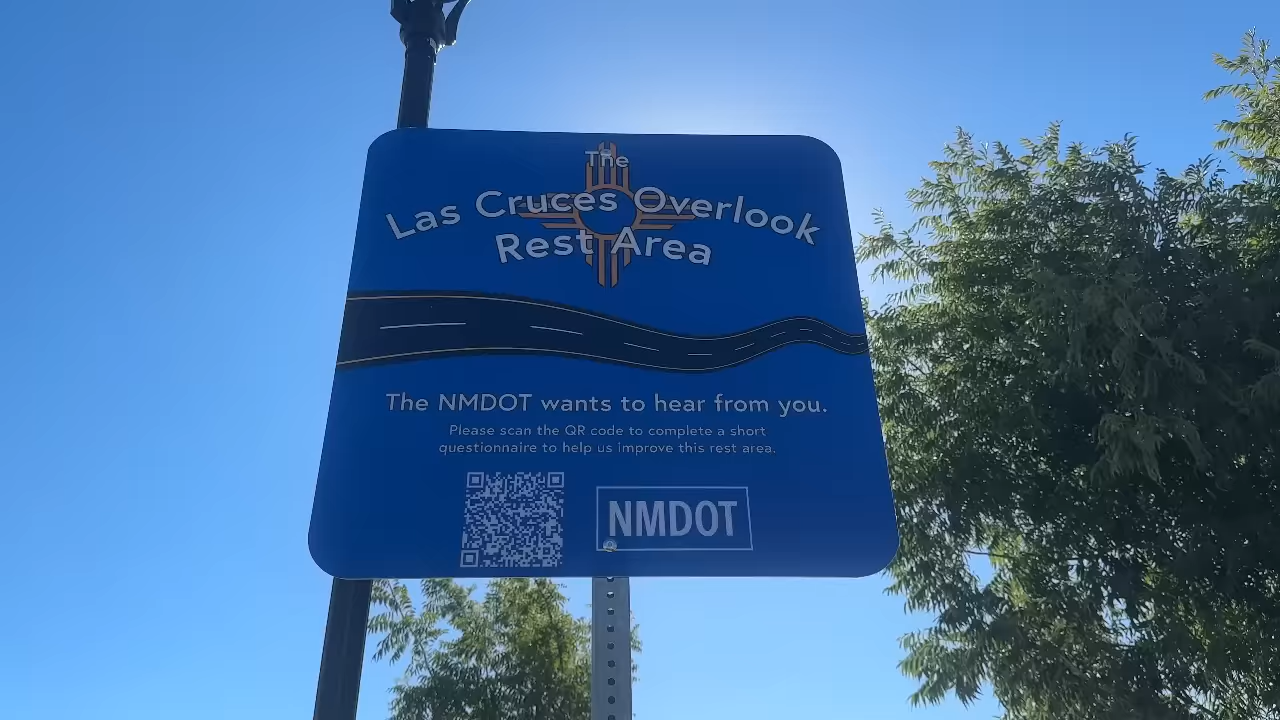 The
Las Cruces Overlook
Rest Area
The NMDOT wants to hear from you.
Please scan the QR code to complete a short
questionnaire to help us improve this rest area.
NMDOT